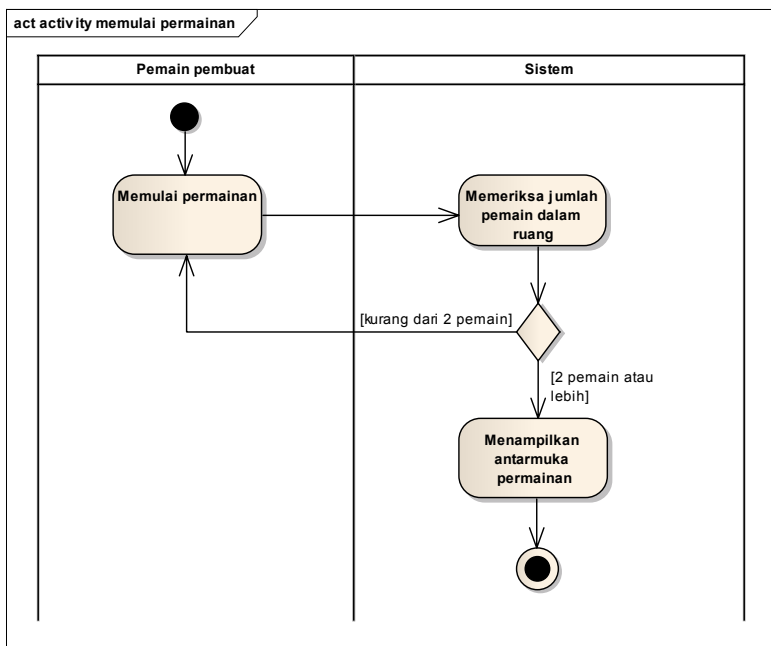 act activity memulai permainan
Pemain pembuat
Sistem
Memulai permainan
Memeriksa jumlah
pemain dalam
ruang
[kurang dari 2 pemain]
[2 pemain atau
lebih]
Menampilkan
antarmuka
permainan